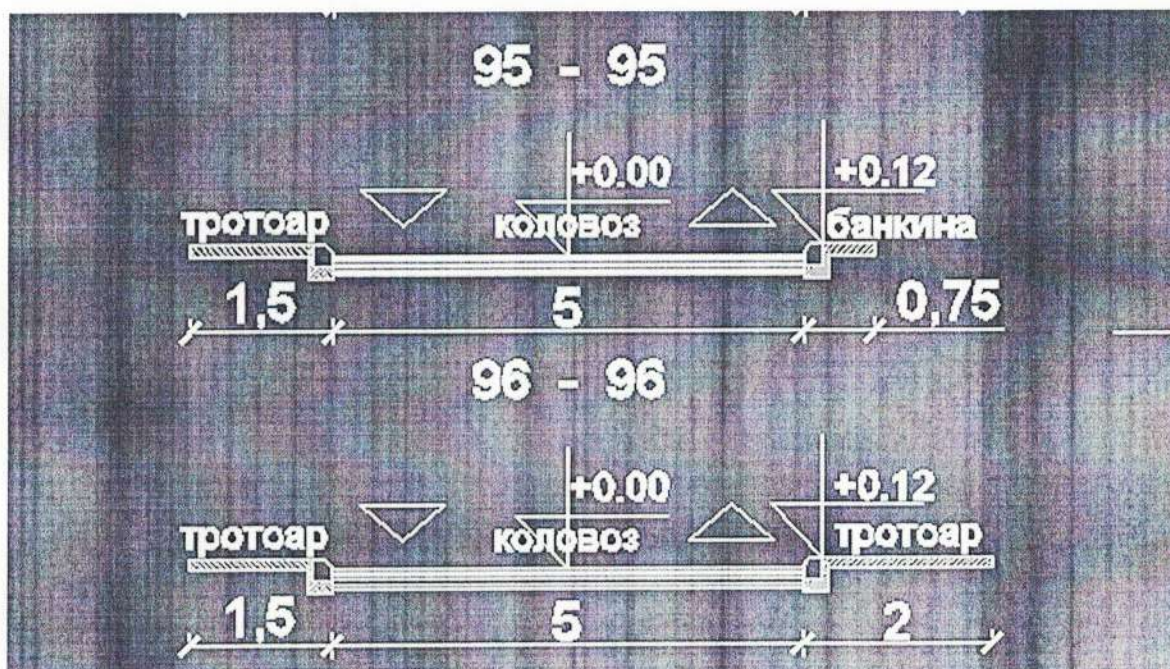 95 - 95
+0.00
+0.12
тротоар
коловоз
банкина
1,5
5
0,75
96 - 96
+0.00
+0.12
тротоар
коловоз
тротоар
1,5
5
2